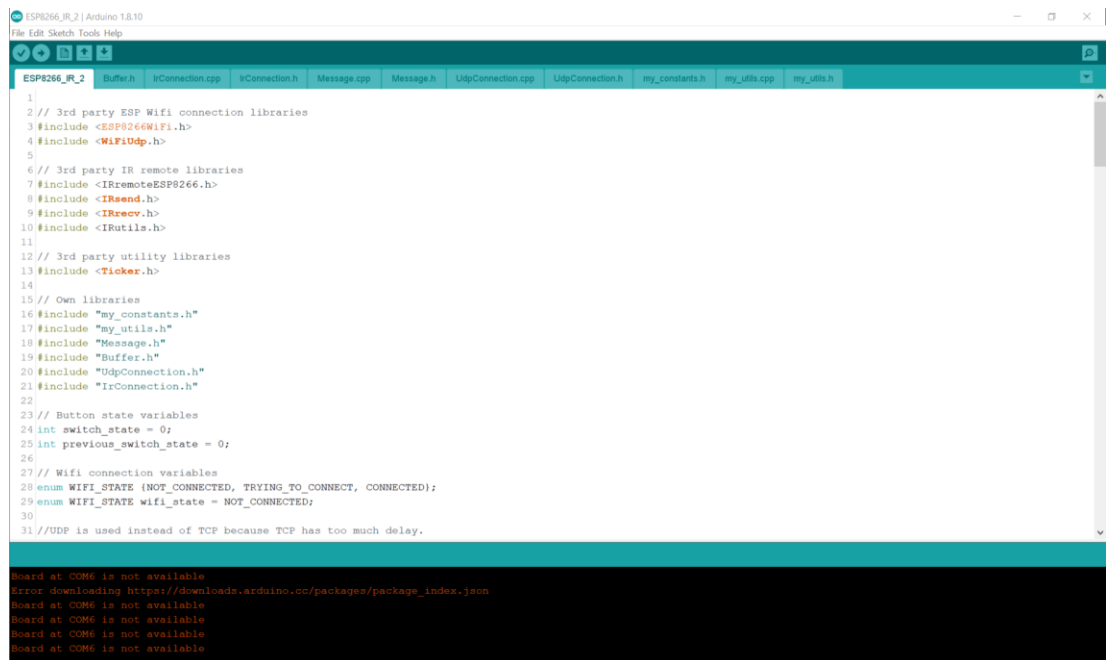 ESP8266_IR_2 | Arduino 1.8.10
File Edit Sketch Tools Help
ESP8266_IR_2 Buffer.h IrConnection.cpp IrConnection.h Message.cpp Message.h UdpConnection.cpp UdpConnection.h my_constants.h my_utils.cpp my_utils.h
1
2 // 3rd party ESP Wifi connection libraries
3 #include <ESP8266WiFi.h>
4 #include <WiFiUdp.h>
5
6 // 3rd party IR remote libraries
7 #include <IRremoteESP8266.h>
8 #include <IRsend.h>
9 #include <IRrecv.h>
10 #include <IRutils.h>
11
12 // 3rd party utility libraries
13 #include <Ticker.h>
14
15 // Own libraries
16 #include "my_constants.h"
17 #include "my_utils.h"
18 #include "Message.h"
19 #include "Buffer.h"
20 #include "UdpConnection.h"
21 #include "IrConnection.h"
22
23 // Button state variables
24 int switch_state = 0;
25 int previous_switch_state = 0;
26
27 // Wifi connection variables
28 enum WIFI_STATE {NOT_CONNECTED, TRYING_TO_CONNECT, CONNECTED};
29 enum WIFI_STATE wifi_state = NOT_CONNECTED;
30
31 //UDP is used instead of TCP because TCP has too much delay.
Board at COM6 is not available
Error downloading https://downloads.arduino.cc/packages/package_index.json
Board at COM6 is not available
Board at COM6 is not available
Board at COM6 is not available
Board at COM6 is not available